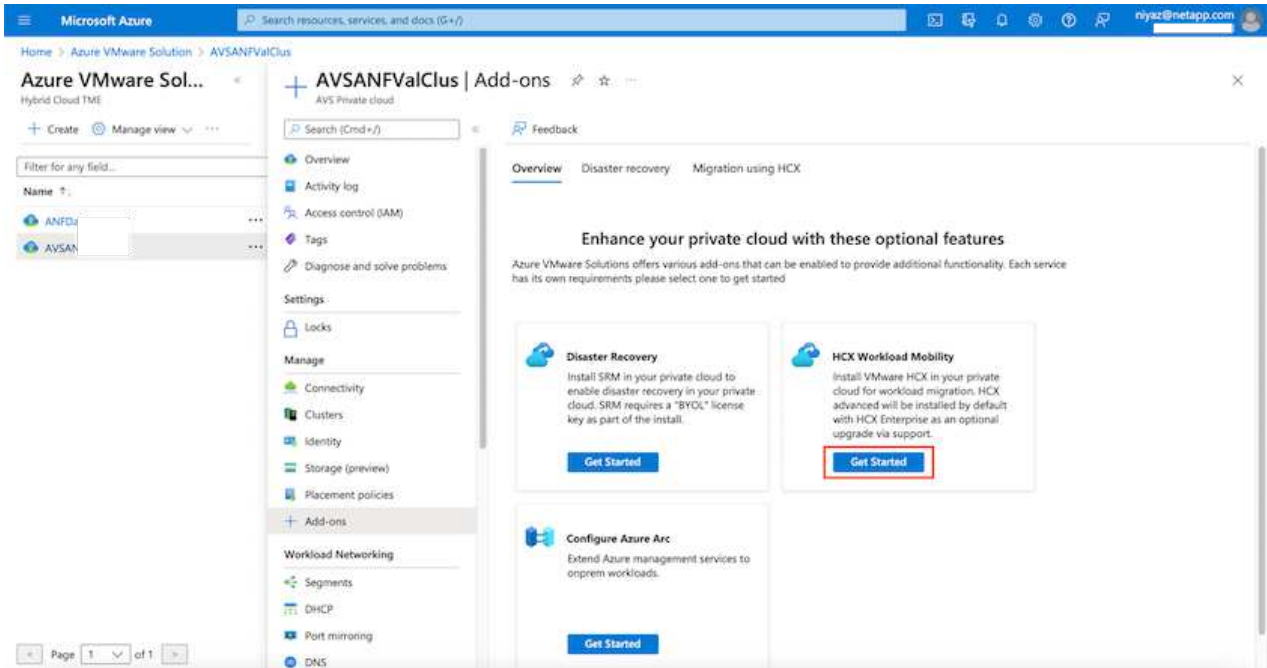 Microsoft Azure
Search resources, services, and docs (G+/)
niyaz@netapp.com
Home > Azure VMware Solution > AVSANFValClus
Azure VMware Sol...
Hybrid Cloud TME
+ Create
Manage view
...
Filter for any field...
Name ↑↓
ANFDa
...
AVSAN
...
< Page 1 of 1 >
AVSANFValClus | Add-ons
...
AVS Private cloud
Search (Cmd+/)
Overview
Activity log
Access control (IAM)
Tags
Diagnose and solve problems
Settings
Locks
Manage
Connectivity
Clusters
Identity
Storage (preview)
Placement policies
Add-ons
Workload Networking
Segments
DHCP
Port mirroring
DNS
Feedback
Overview
Disaster recovery
Migration using HCX
Enhance your private cloud with these optional features
Azure VMware Solutions offers various add-ons that can be enabled to provide additional functionality. Each service
has its own requirements please select one to get started
Disaster Recovery
Install SRM in your private cloud to
enable disaster recovery in your private
cloud. SRM requires a "BYOL" license
key as part of the install.
Get Started
HCX Workload Mobility
Install VMware HCX in your private
cloud for workload migration. HCX
advanced will be installed by default
with HCX Enterprise as an optional
upgrade via support.
Get Started
Configure Azure Arc
Extend Azure management services to
onprem workloads.
Get Started